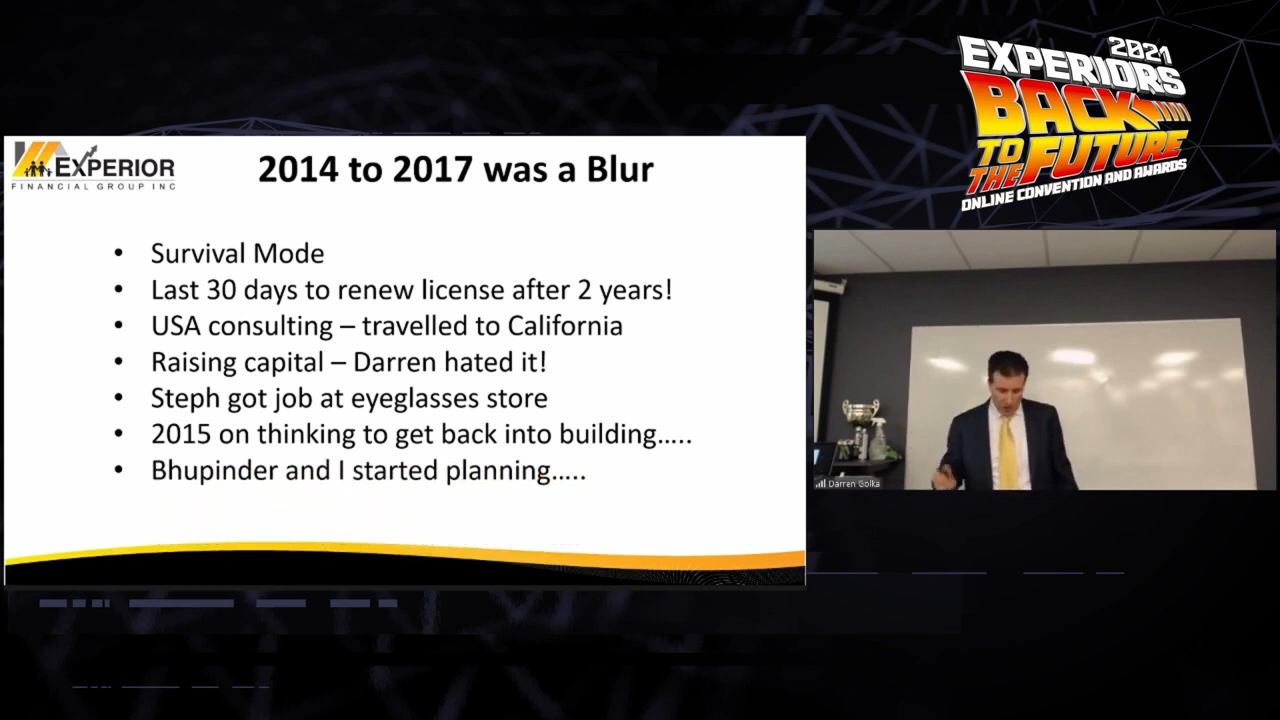 2021
EXPERIORS
BACK
TO
THE FUTURE
ONLINE CONVENTION AND AWARDS
EXPERIOR
FINANCIAL GROUP INC
2014 to 2017 was a Blur
• Survival Mode
• Last 30 days to renew license after 2 years!
• USA consulting – travelled to California
• Raising capital – Darren hated it!
• Steph got job at eyeglasses store
• 2015 on thinking to get back into building.....
• Bhupinder and I started planning.....
Darren Golka